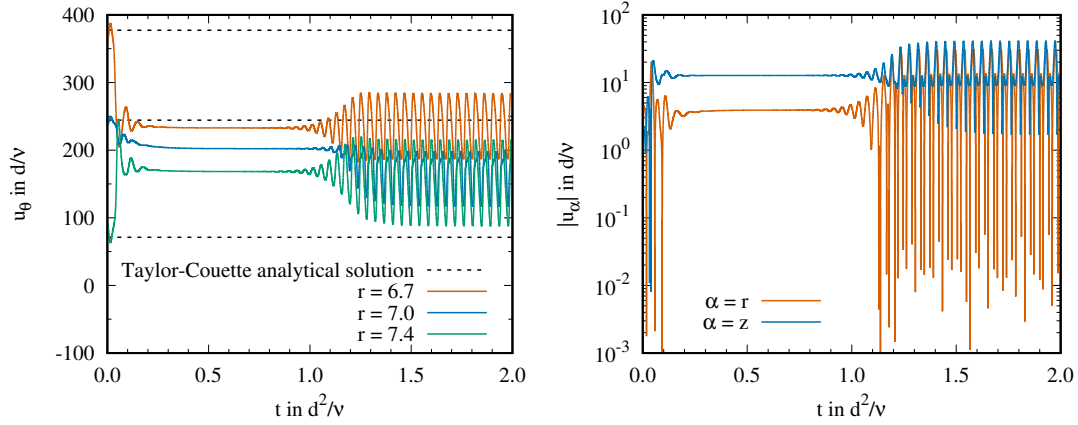 400
300
200
100
0
-100
0.0 0.5 1.0 1.5 2.0
u_θ in d/ν
t in d²/ν
Taylor-Couette analytical solution
r = 6.7
r = 7.0
r = 7.4
10²
10¹
10⁰
10⁻¹
10⁻²
10⁻³
0.0 0.5 1.0 1.5 2.0
|u_α| in d/ν
t in d²/ν
α = r
α = z